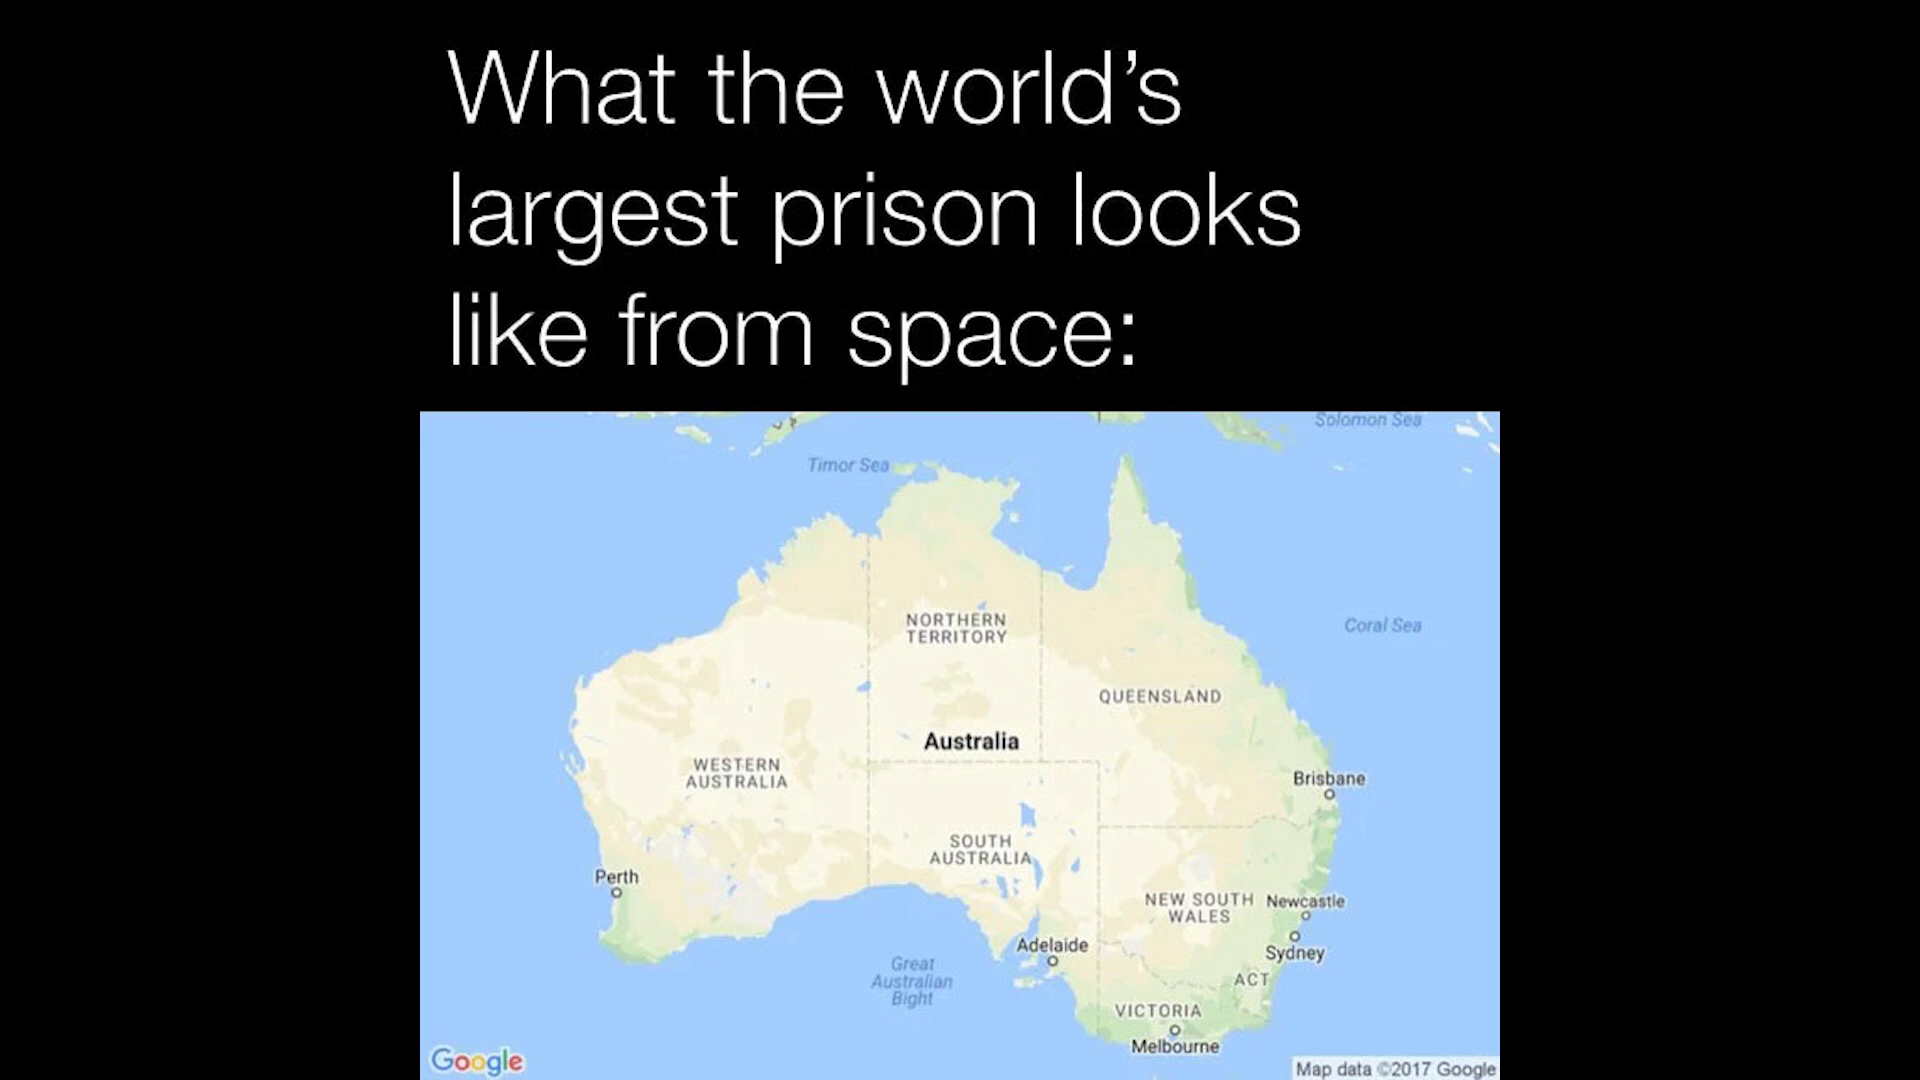 What the world’s
largest prison looks
like from space:
Solomon Sea
Timor Sea
Coral Sea
NORTHERN
TERRITORY
QUEENSLAND
Australia
WESTERN
AUSTRALIA
Brisbane
SOUTH
AUSTRALIA
Perth
NEW SOUTH
WALES
Newcastle
Adelaide
Sydney
Great
Australian
Bight
ACT
VICTORIA
Melbourne
Google
Map data ©2017 Google